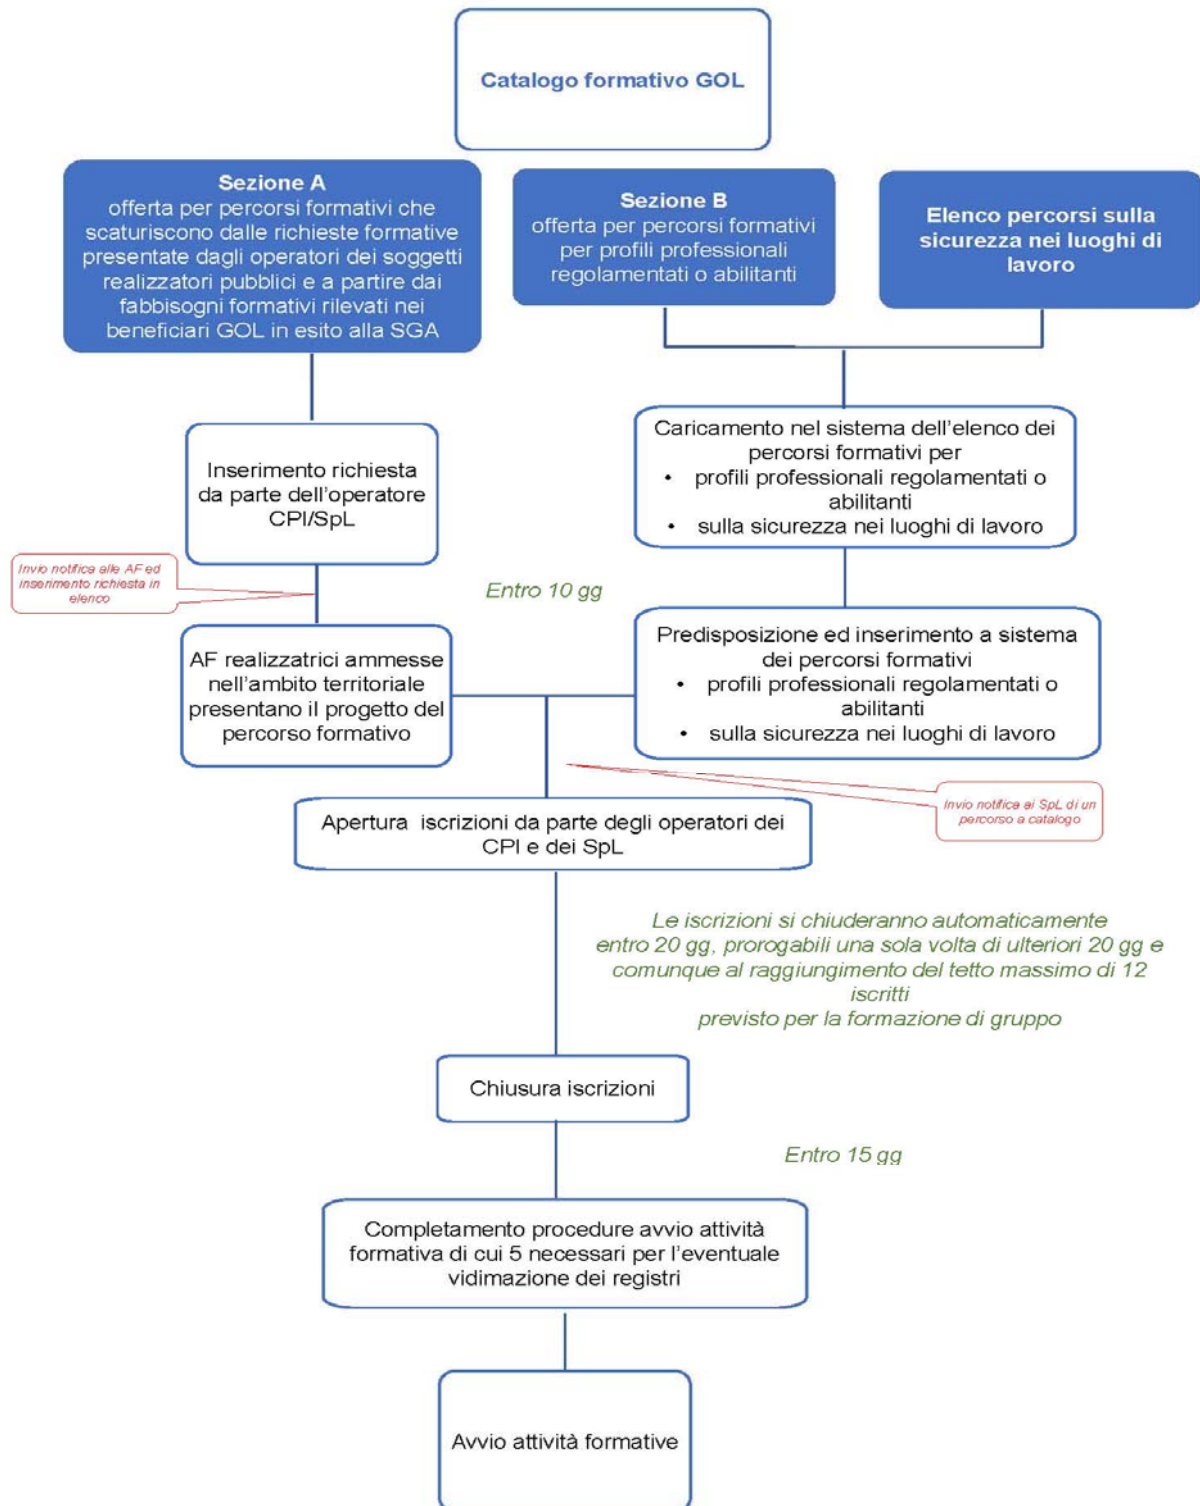 Catalogo formativo GOL
Sezione A
offerta per percorsi formativi che
scaturiscono dalle richieste formative
presentate dagli operatori dei soggetti
realizzatori pubblici e a partire dai
fabbisogni formativi rilevati nei
beneficiari GOL in esito alla SGA
Sezione B
offerta per percorsi formativi
per profili professionali
regolamentati o abilitanti
Elenco percorsi sulla
sicurezza nei luoghi di
lavoro
Inserimento richiesta
da parte dell'operatore
CPI/SpL
Caricamento nel sistema dell'elenco dei
percorsi formativi per
• profili professionali regolamentati o
abilitanti
• sulla sicurezza nei luoghi di lavoro
Invio notifica alle AF ed
inserimento richiesta in
elenco
Entro 10 gg
AF realizzatrici ammesse
nell'ambito territoriale
presentano il progetto del
percorso formativo
Predisposizione ed inserimento a sistema
dei percorsi formativi
• profili professionali regolamentati o
abilitanti
• sulla sicurezza nei luoghi di lavoro
Invio notifica ai SpL di un
percorso a catalogo
Apertura iscrizioni da parte degli operatori dei
CPI e dei SpL
Le iscrizioni si chiuderanno automaticamente
entro 20 gg, prorogabili una sola volta di ulteriori 20 gg e
comunque al raggiungimento del tetto massimo di 12
iscritti
previsto per la formazione di gruppo
Chiusura iscrizioni
Entro 15 gg
Completamento procedure avvio attività
formativa di cui 5 necessari per l'eventuale
vidimazione dei registri
Avvio attività formative